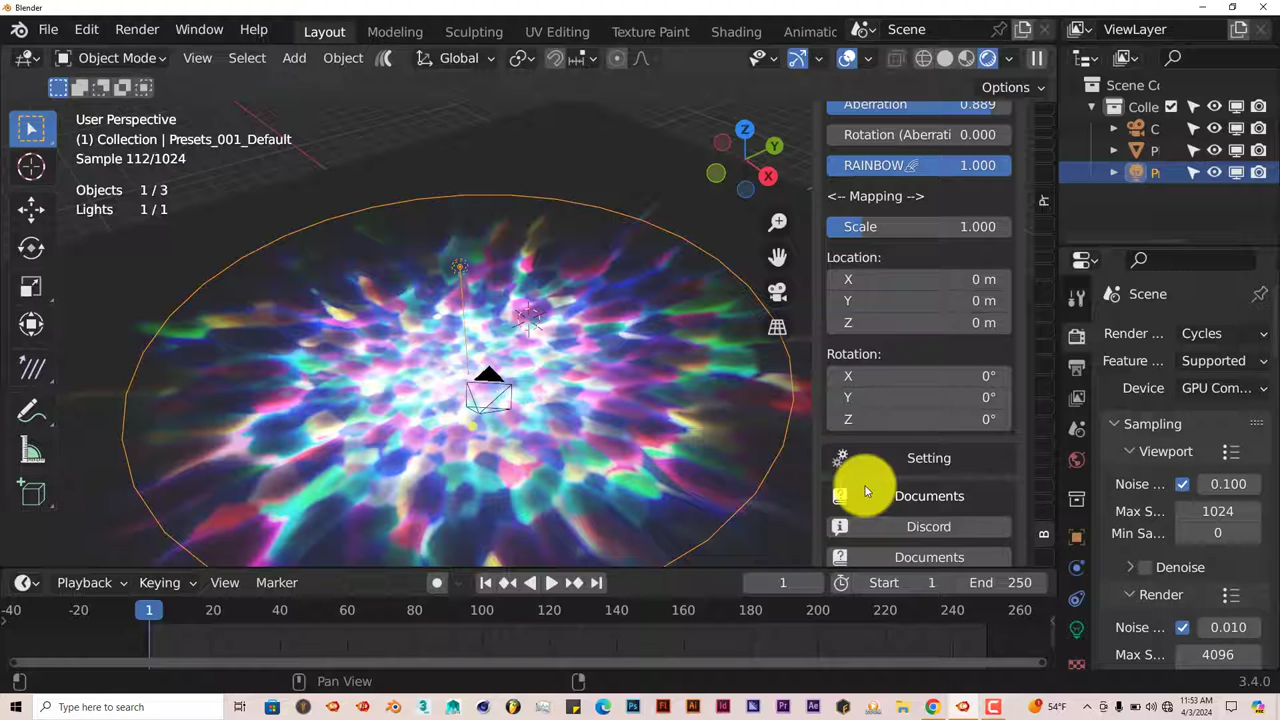 Blender
File Edit Render Window Help Layout Modeling Sculpting UV Editing Texture Paint Shading Animatic Scene ViewLayer
Object Mode View Select Add Object Global
Options
User Perspective
(1) Collection | Presets_001_Default
Sample 112/1024
Objects 1 / 3
Lights 1 / 1
Z
Y
X
Aberration 0.889
Rotation (Aberrati 0.000
RAINBOW 1.000
<-- Mapping -->
Scale 1.000
Location:
X 0 m
Y 0 m
Z 0 m
Rotation:
X 0°
Y 0°
Z 0°
Setting
Documents
Discord
Documents
Pr
B
Scene Co
Colle
C
P
P
Scene
Render ... Cycles
Feature ... Supported
Device GPU Com...
Sampling
Viewport
Noise ... 0.100
Max S... 1024
Min Sa... 0
Denoise
Render
Noise ... 0.010
Max S... 4096
Playback Keying View Marker 1 Start 1 End 250
-40 -20 1 20 40 60 80 100 120 140 160 180 200 220 240 260
Pan View
3.4.0
Type here to search
54°F
11:53 AM
4/3/2024